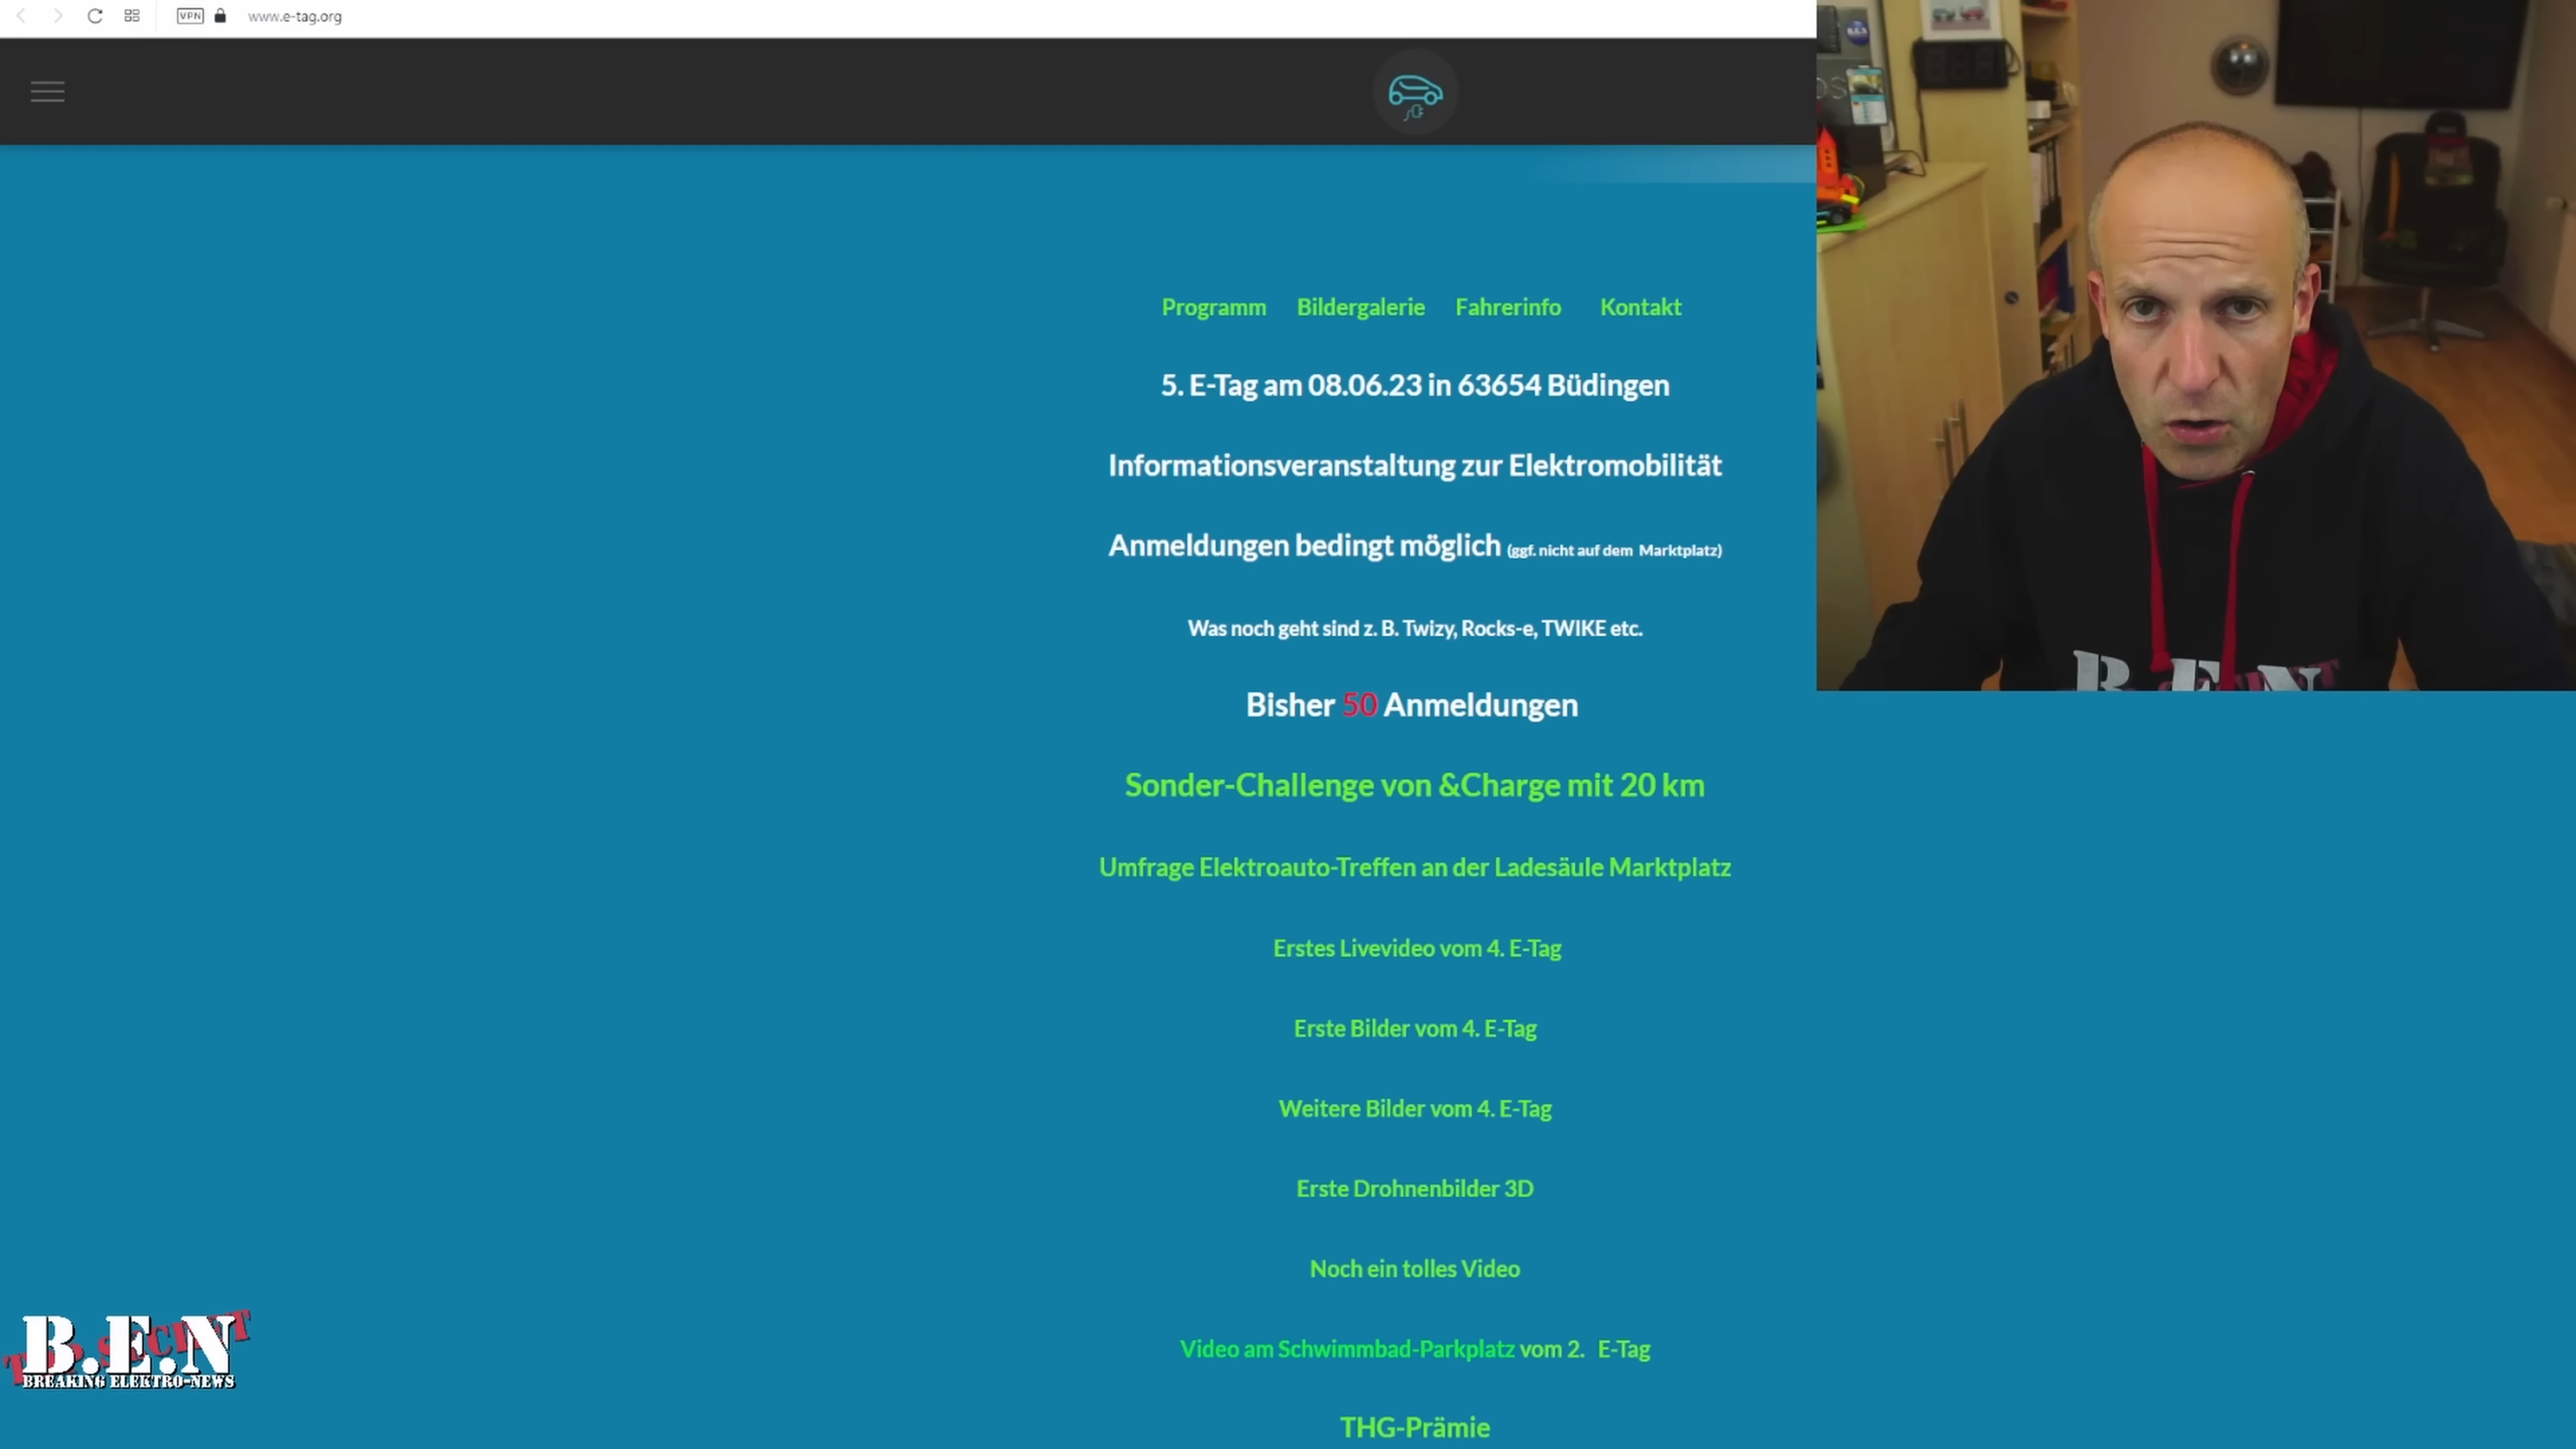 VPN www.e-tag.org
Programm Bildergalerie Fahrerinfo Kontakt
5. E-Tag am 08.06.23 in 63654 Büdingen
Informationsveranstaltung zur Elektromobilität
Anmeldungen bedingt möglich (ggf. nicht auf dem Marktplatz)
Was noch geht sind z. B. Twizy, Rocks-e, TWIKE etc.
Bisher 50 Anmeldungen
Sonder-Challenge von &Charge mit 20 km
Umfrage Elektroauto-Treffen an der Ladesäule Marktplatz
Erstes Livevideo vom 4. E-Tag
Erste Bilder vom 4. E-Tag
Weitere Bilder vom 4. E-Tag
Erste Drohnenbilder 3D
Noch ein tolles Video
Video am Schwimmbad-Parkplatz vom 2. E-Tag
THG-Prämie
B.E.N
B.E.N
BREAKING ELEKTRO-NEWS